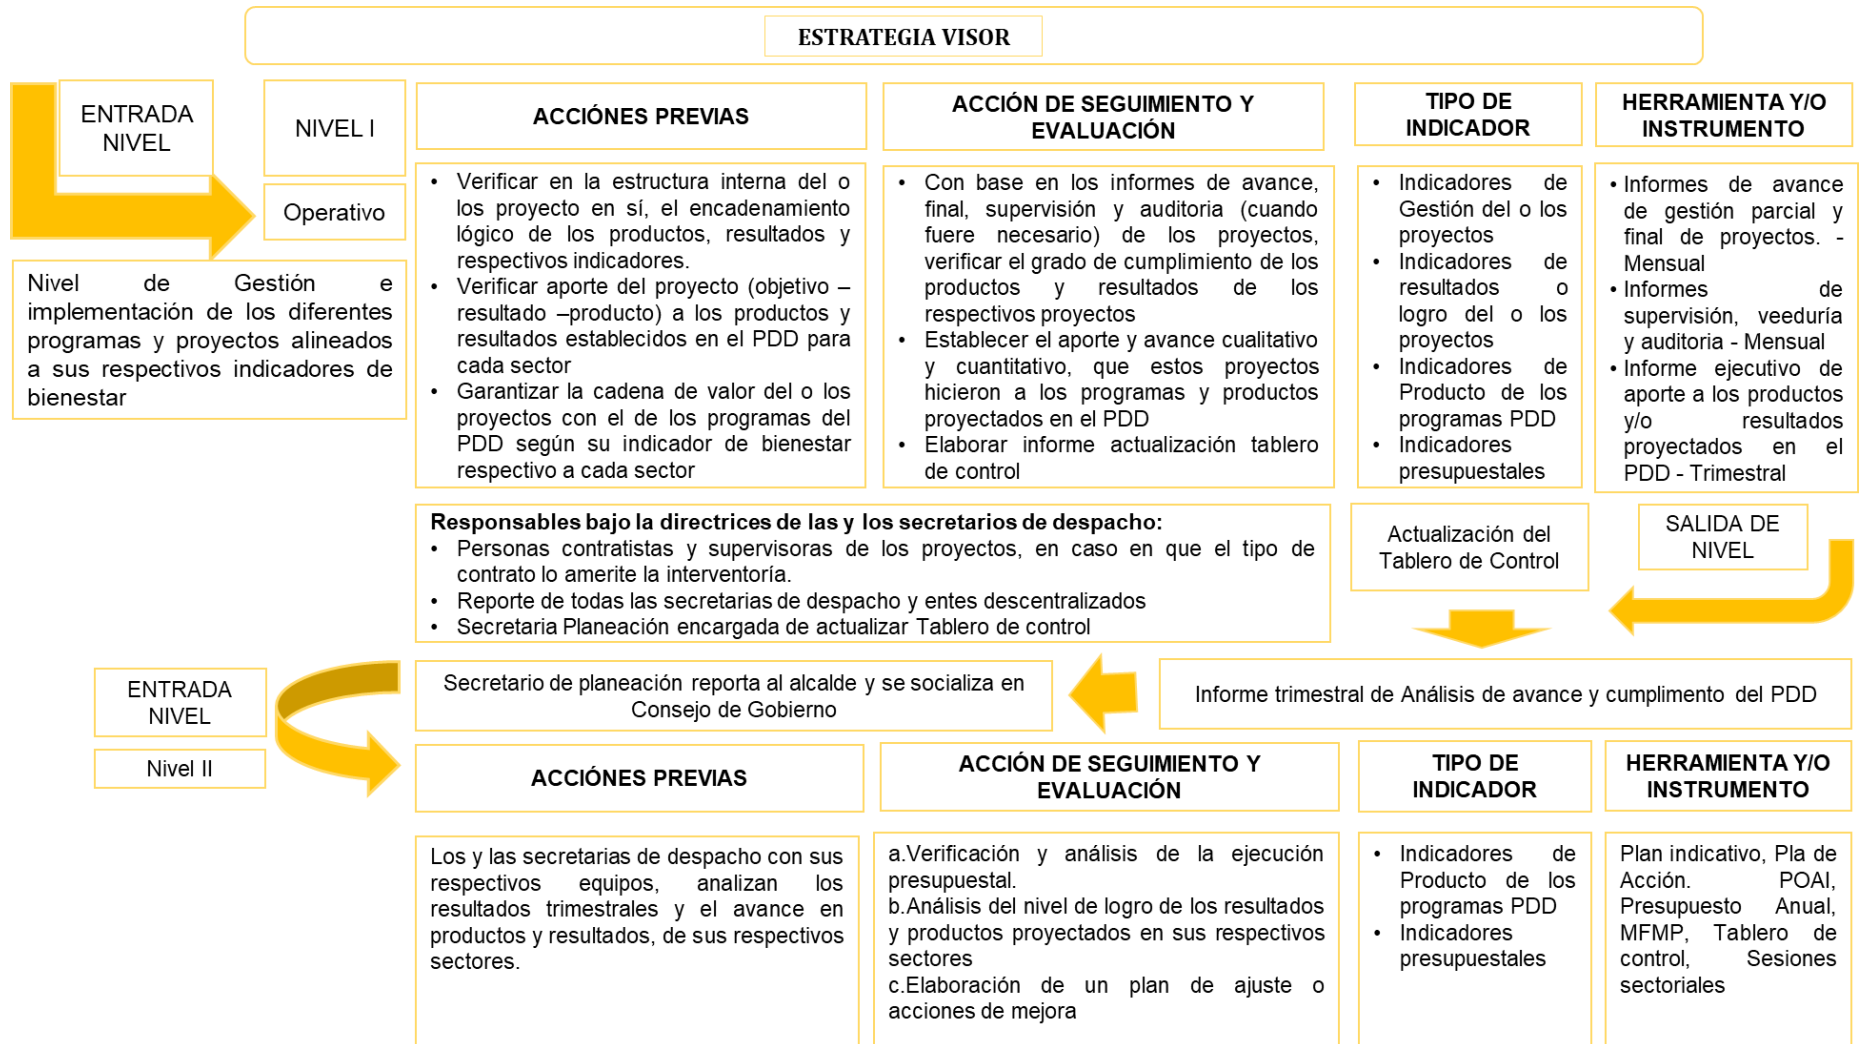 ESTRATEGIA VISOR
ENTRADA
NIVEL
NIVEL I
Operativo
Nivel de Gestión e
implementación de los diferentes
programas y proyectos alineados
a sus respectivos indicadores de
bienestar
ACCIÓNES PREVIAS
ACCIÓN DE SEGUIMIENTO Y
EVALUACIÓN
TIPO DE
INDICADOR
HERRAMIENTA Y/O
INSTRUMENTO
• Verificar en la estructura interna del o
los proyecto en sí, el encadenamiento
lógico de los productos, resultados y
respectivos indicadores.
• Verificar aporte del proyecto (objetivo –
resultado –producto) a los productos y
resultados establecidos en el PDD para
cada sector
• Garantizar la cadena de valor del o los
proyectos con el de los programas del
PDD según su indicador de bienestar
respectivo a cada sector
• Con base en los informes de avance,
final, supervisión y auditoria (cuando
fuere necesario) de los proyectos,
verificar el grado de cumplimiento de los
productos y resultados de los
respectivos proyectos
• Establecer el aporte y avance cualitativo
y cuantitativo, que estos proyectos
hicieron a los programas y productos
proyectados en el PDD
• Elaborar informe actualización tablero
de control
• Indicadores de
Gestión del o los
proyectos
• Indicadores de
resultados o
logro del o los
proyectos
• Indicadores de
Producto de los
programas PDD
• Indicadores
presupuestales
• Informes de avance
de gestión parcial y
final de proyectos. -
Mensual
• Informes de
supervisión, veeduría
y auditoria - Mensual
• Informe ejecutivo de
aporte a los productos
y/o resultados
proyectados en el
PDD - Trimestral
Responsables bajo la directrices de las y los secretarios de despacho:
• Personas contratistas y supervisoras de los proyectos, en caso en que el tipo de
contrato lo amerite la interventoría.
• Reporte de todas las secretarias de despacho y entes descentralizados
• Secretaria Planeación encargada de actualizar Tablero de control
Actualización del
Tablero de Control
SALIDA DE
NIVEL
ENTRADA
NIVEL
Nivel II
Secretario de planeación reporta al alcalde y se socializa en
Consejo de Gobierno
Informe trimestral de Análisis de avance y cumplimento del PDD
ACCIÓNES PREVIAS
ACCIÓN DE SEGUIMIENTO Y
EVALUACIÓN
TIPO DE
INDICADOR
HERRAMIENTA Y/O
INSTRUMENTO
Los y las secretarias de despacho con sus
respectivos equipos, analizan los
resultados trimestrales y el avance en
productos y resultados, de sus respectivos
sectores.
a.Verificación y análisis de la ejecución
presupuestal.
b.Análisis del nivel de logro de los resultados
y productos proyectados en sus respectivos
sectores
c.Elaboración de un plan de ajuste o
acciones de mejora
• Indicadores de
Producto de los
programas PDD
• Indicadores
presupuestales
Plan indicativo, Pla de
Acción. POAI,
Presupuesto Anual,
MFMP, Tablero de
control, Sesiones
sectoriales